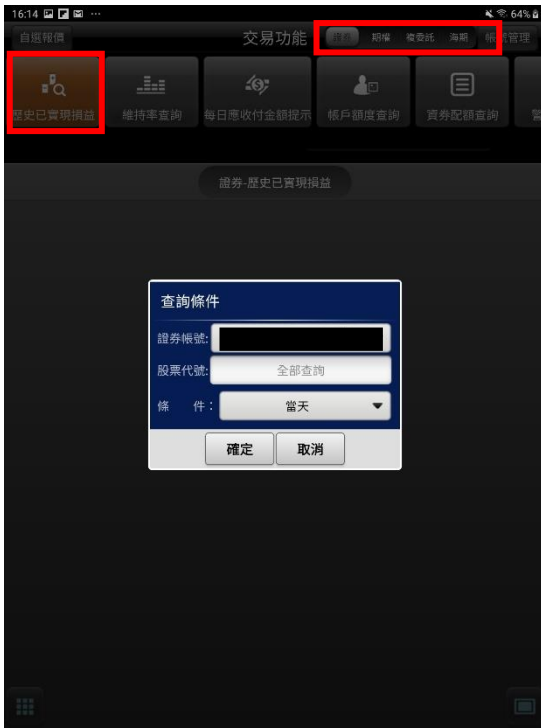 16:14 ... 64%
自選報價 交易功能 證券 期權 複委託 海期 帳號管理
歷史已實現損益 維持率查詢 每日應收付金額提示 帳戶額度查詢 資券配額查詢
證券-歷史已實現損益
查詢條件
證券帳號:
股票代號: 全部查詢
條 件: 當天
確定 取消